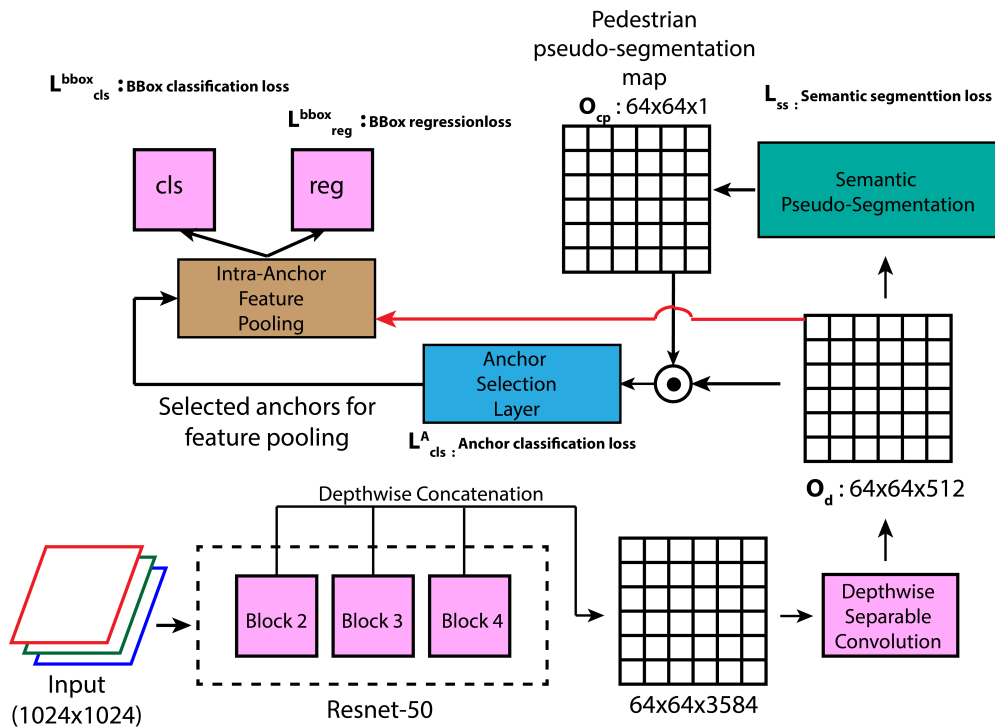 Pedestrian
pseudo-segmentation
map
O_cp : 64x64x1
L^bbox_cls : BBox classification loss
L^bbox_reg : BBox regressionloss
L_ss : Semantic segmenttion loss
cls
reg
Semantic
Pseudo-Segmentation
Intra-Anchor
Feature
Pooling
Anchor
Selection
Layer
Selected anchors for
feature pooling
L^A_cls : Anchor classification loss
O_d : 64x64x512
Depthwise Concatenation
Block 2
Block 3
Block 4
Depthwise
Separable
Convolution
Input
(1024x1024)
Resnet-50
64x64x3584